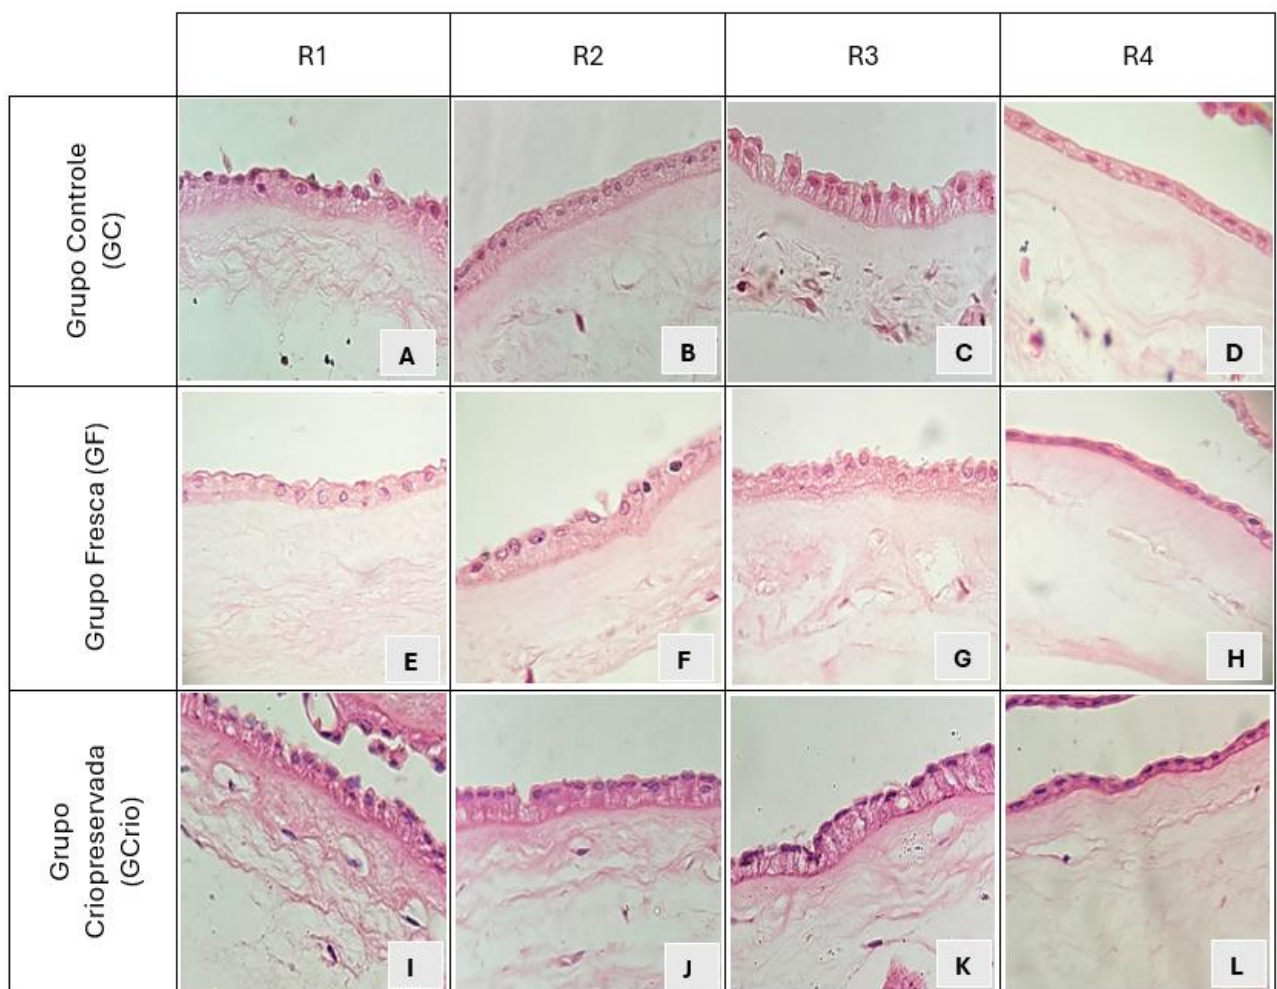 R1
R2
R3
R4
Grupo Controle
(GC)
A
B
C
D
Grupo Fresca (GF)
E
F
G
H
Grupo
Criopreservada
(GCrio)
I
J
K
L